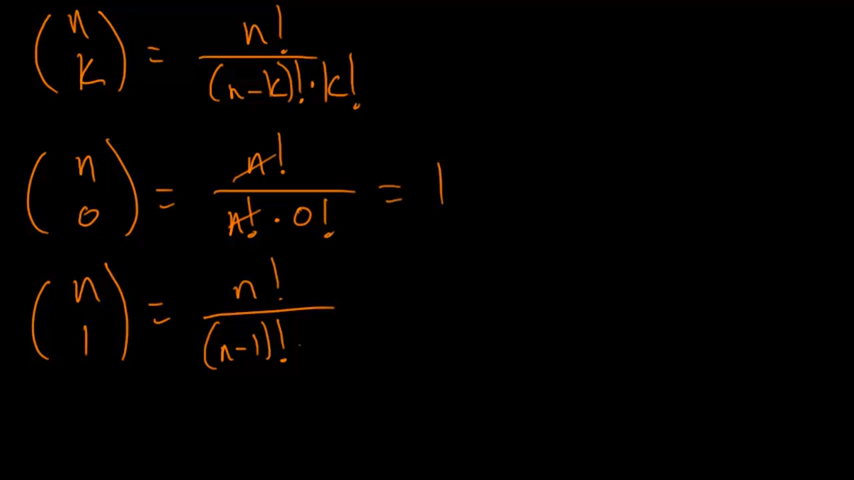 (n k) = n! / (n-k)! · k!
(n 0) = n! / n! · 0! = 1
(n 1) = n! / (n-1)! ·